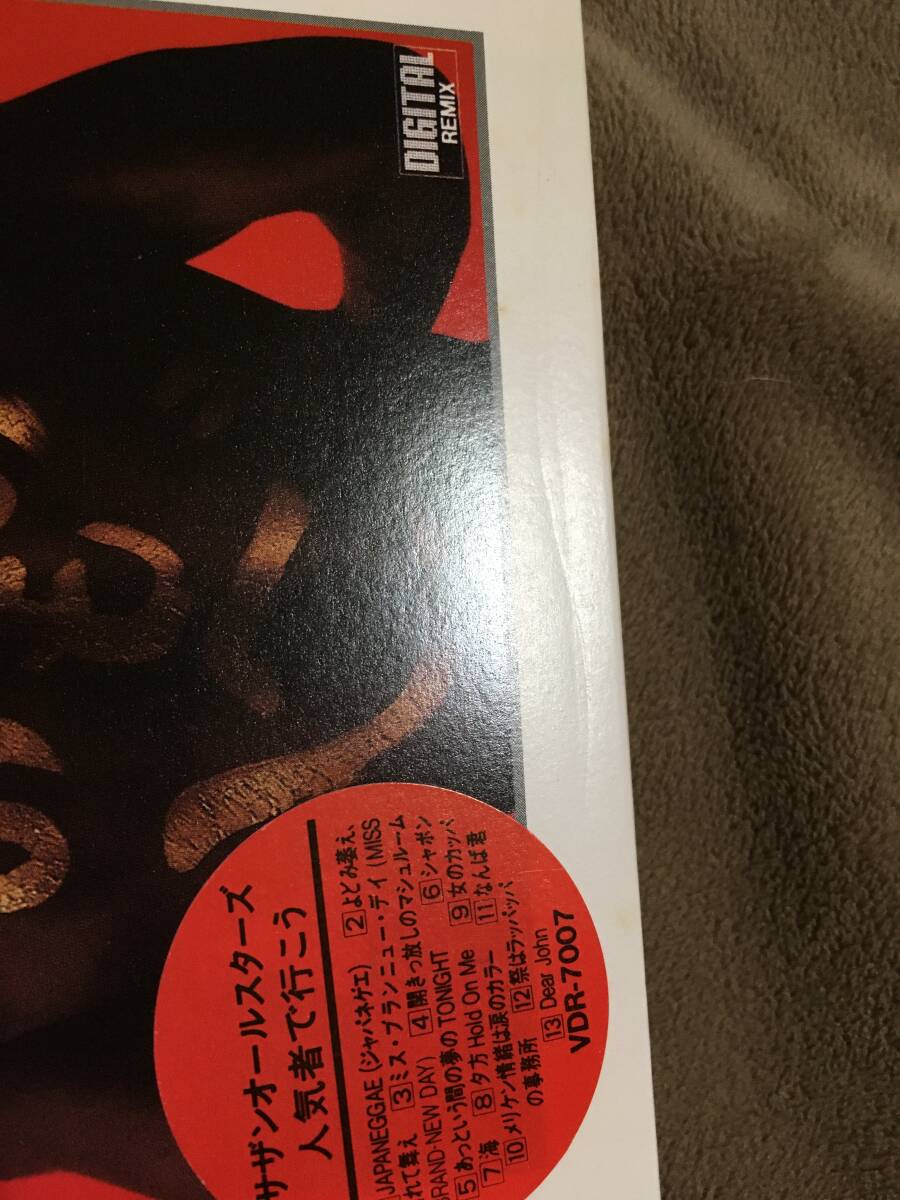 DIGITAL
REMIX
サザンオールスターズ
人気者で行こう
JAPANEGGAE (ジャパネゲエ) 2 よどみ萎え、
れて舞え 3 ミス・ブランニュー・デイ (MISS
BRAND-NEW DAY) 4 開きっ放しのマシュルーム
5 あっという間の夢のTONIGHT 6 シャボン
7 海 8 夕方 Hold On Me 9 女のカッパ
10 メリケン情緒は涙のカラー 11 なんば君
の事務所 12 祭はラッパッパ
13 Dear John
VDR-7007